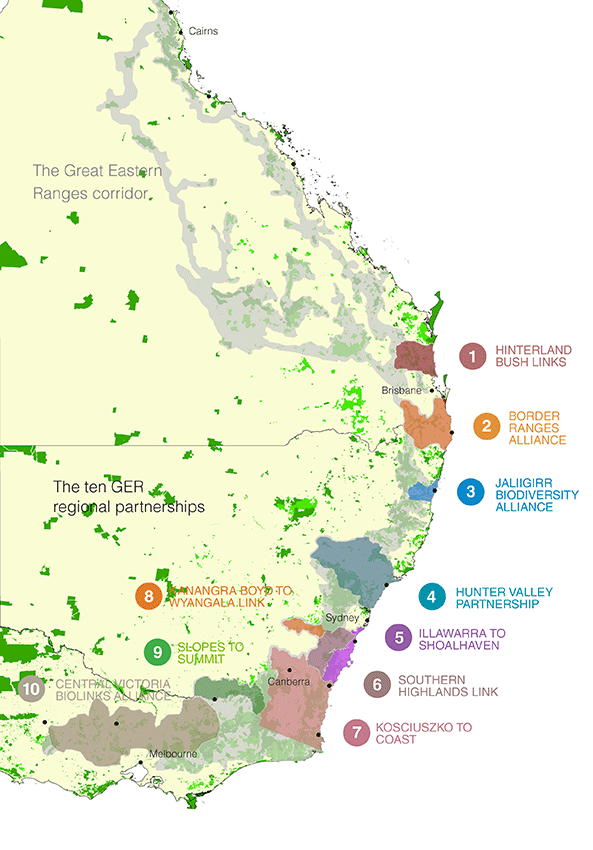 Cairns
The Great Eastern
Ranges corridor
1
HINTERLAND
BUSH LINKS
Brisbane
2
BORDER
RANGES
ALLIANCE
The ten GER
regional partnerships
3
JALIIGIRR
BIODIVERSITY
ALLIANCE
8
KANANGRA BOYD TO
WYANGALA LINK
4
HUNTER VALLEY
PARTNERSHIP
Sydney
5
ILLAWARRA TO
SHOALHAVEN
9
SLOPES TO
SUMMIT
10
CENTRAL VICTORIA
BIOLINKS ALLIANCE
Canberra
6
SOUTHERN
HIGHLANDS LINK
7
KOSCIUSZKO TO
COAST
Melbourne